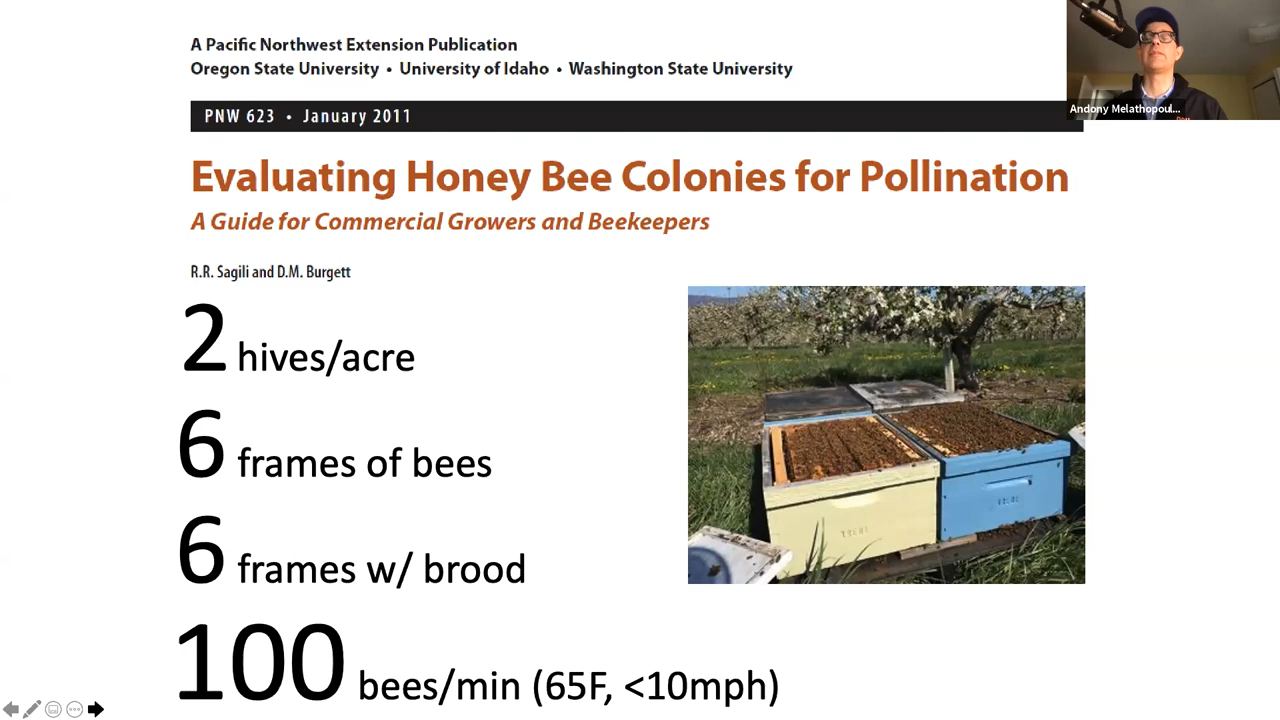 A Pacific Northwest Extension Publication
Oregon State University • University of Idaho • Washington State University
PNW 623 • January 2011
Evaluating Honey Bee Colonies for Pollination
A Guide for Commercial Growers and Beekeepers
R.R. Sagili and D.M. Burgett
2 hives/acre
6 frames of bees
6 frames w/ brood
100 bees/min (65F, <10mph)
Andony Melathopoul...